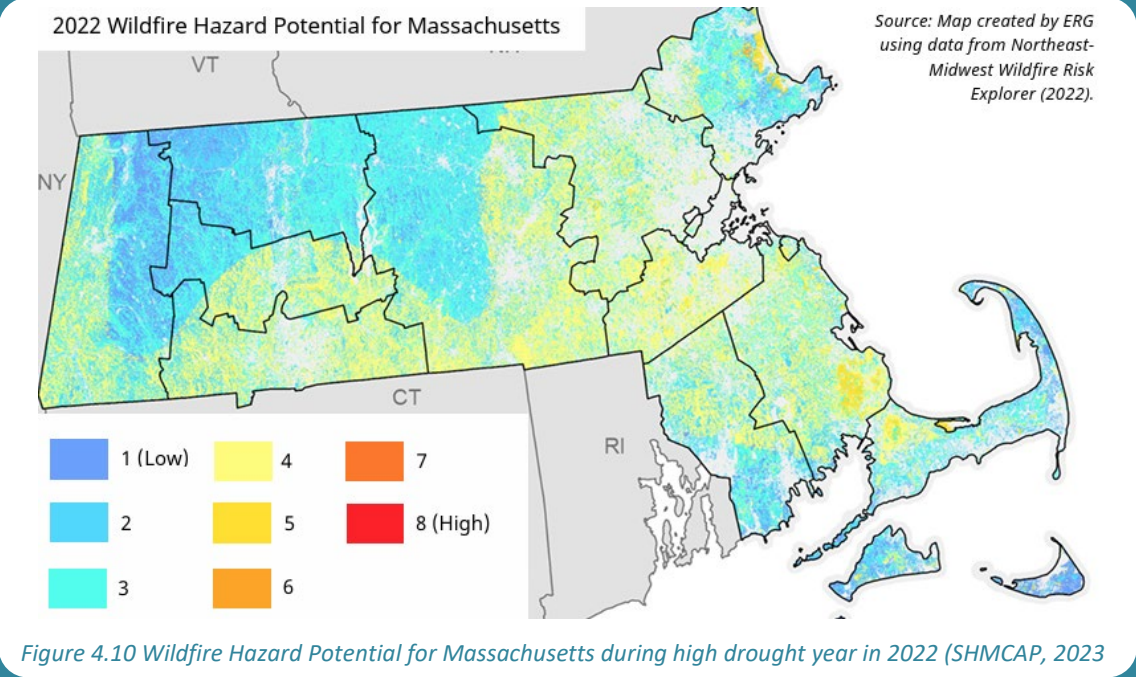 2022 Wildfire Hazard Potential for Massachusetts
Source: Map created by ERG
using data from Northeast-
Midwest Wildfire Risk
Explorer (2022).
VT
NY
CT
RI
1 (Low)
2
3
4
5
6
7
8 (High)
Figure 4.10 Wildfire Hazard Potential for Massachusetts during high drought year in 2022 (SHMCAP, 2023